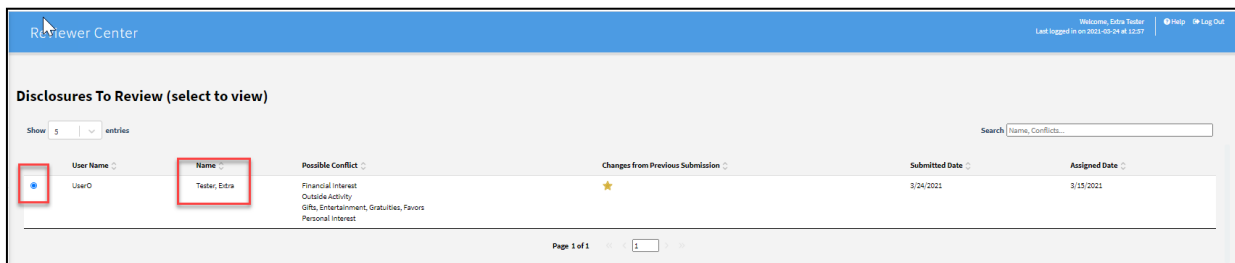 Reviewer Center
Welcome, Extra Tester
Last logged in on 2021-03-24 at 12:57
Help Log Out
Disclosures To Review (select to view)
Show 5 entries
Search Name, Conflicts...
User Name Name Possible Conflict Changes from Previous Submission Submitted Date Assigned Date
UserO Tester, Extra Financial Interest 3/24/2021 3/15/2021
Outside Activity
Gifts, Entertainment, Gratuities, Favors
Personal Interest
Page 1 of 1 << < 1 > >>